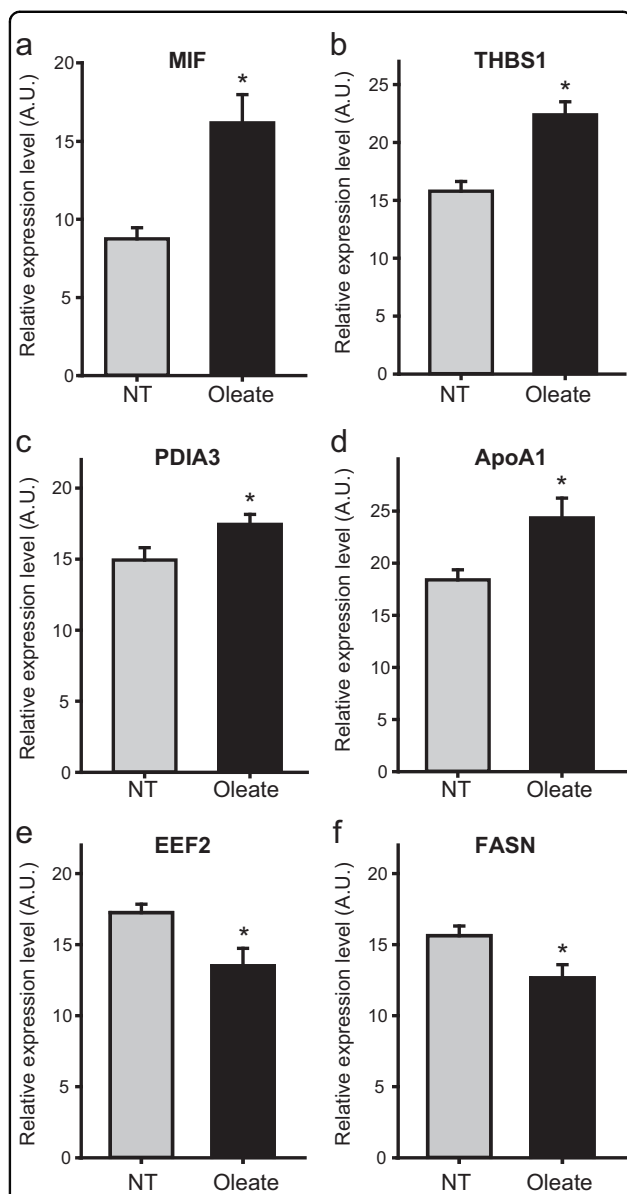 a
MIF
Relative expression level (A.U.)
20
15
10
5
0
*
NT Oleate
b
THBS1
Relative expression level (A.U.)
25
20
15
10
5
0
*
NT Oleate
c
PDIA3
Relative expression level (A.U.)
20
15
10
5
0
*
NT Oleate
d
ApoA1
Relative expression level (A.U.)
25
20
15
10
5
0
*
NT Oleate
e
EEF2
Relative expression level (A.U.)
20
15
10
5
0
*
NT Oleate
f
FASN
Relative expression level (A.U.)
20
15
10
5
0
*
NT Oleate